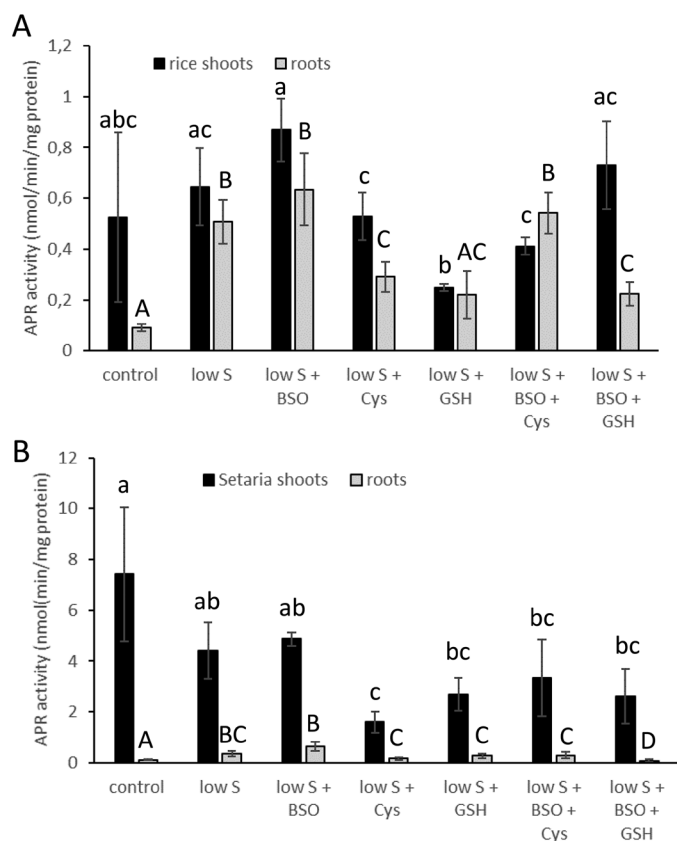 A
1,2
1
0,8
0,6
0,4
0,2
0
APR activity (nmol/min/mg protein)
rice shoots roots
abc
A
ac
B
a
B
c
C
b
AC
c
B
ac
C
control
low S
low S +
BSO
low S +
Cys
low S +
GSH
low S +
BSO +
Cys
low S +
BSO +
GSH
B
12
10
8
6
4
2
0
APR activity (nmol(min/mg protein)
Setaria shoots roots
a
A
ab
BC
ab
B
c
C
bc
C
bc
C
bc
D
control
low S
low S +
BSO
low S +
Cys
low S +
GSH
low S +
BSO +
Cys
low S +
BSO +
GSH